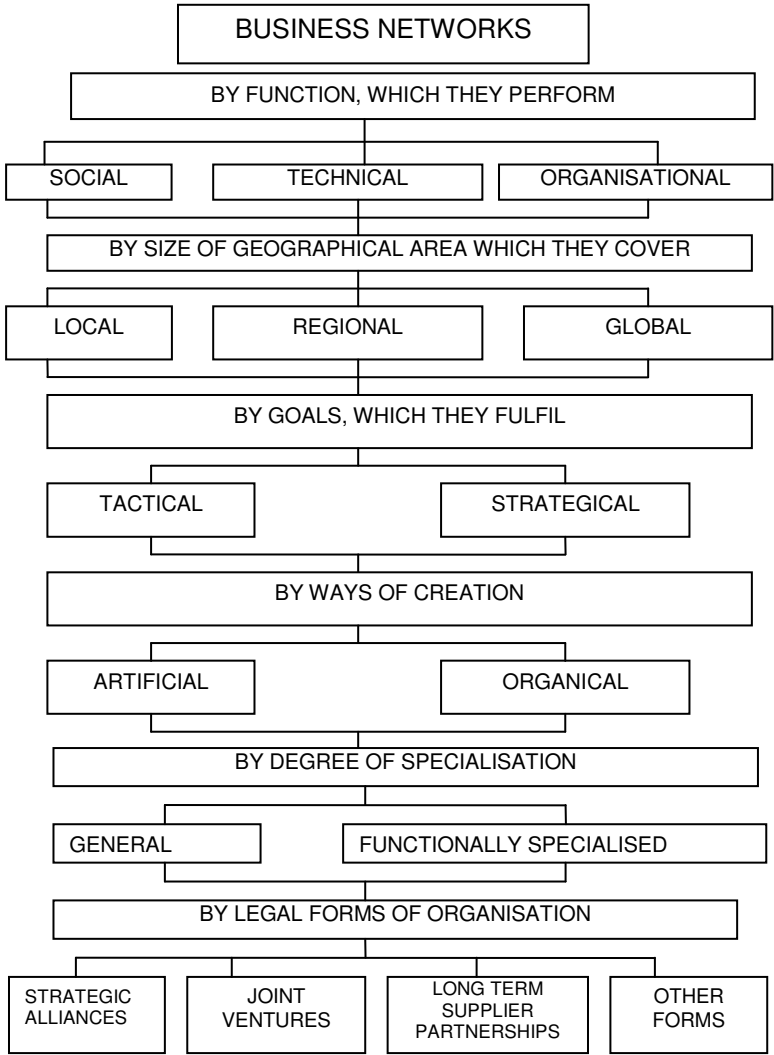 BUSINESS NETWORKS
BY FUNCTION, WHICH THEY PERFORM
SOCIAL
TECHNICAL
ORGANISATIONAL
BY SIZE OF GEOGRAPHICAL AREA WHICH THEY COVER
LOCAL
REGIONAL
GLOBAL
BY GOALS, WHICH THEY FULFIL
TACTICAL
STRATEGICAL
BY WAYS OF CREATION
ARTIFICIAL
ORGANICAL
BY DEGREE OF SPECIALISATION
GENERAL
FUNCTIONALLY SPECIALISED
BY LEGAL FORMS OF ORGANISATION
STRATEGIC
ALLIANCES
JOINT
VENTURES
LONG TERM
SUPPLIER
PARTNERSHIPS
OTHER
FORMS